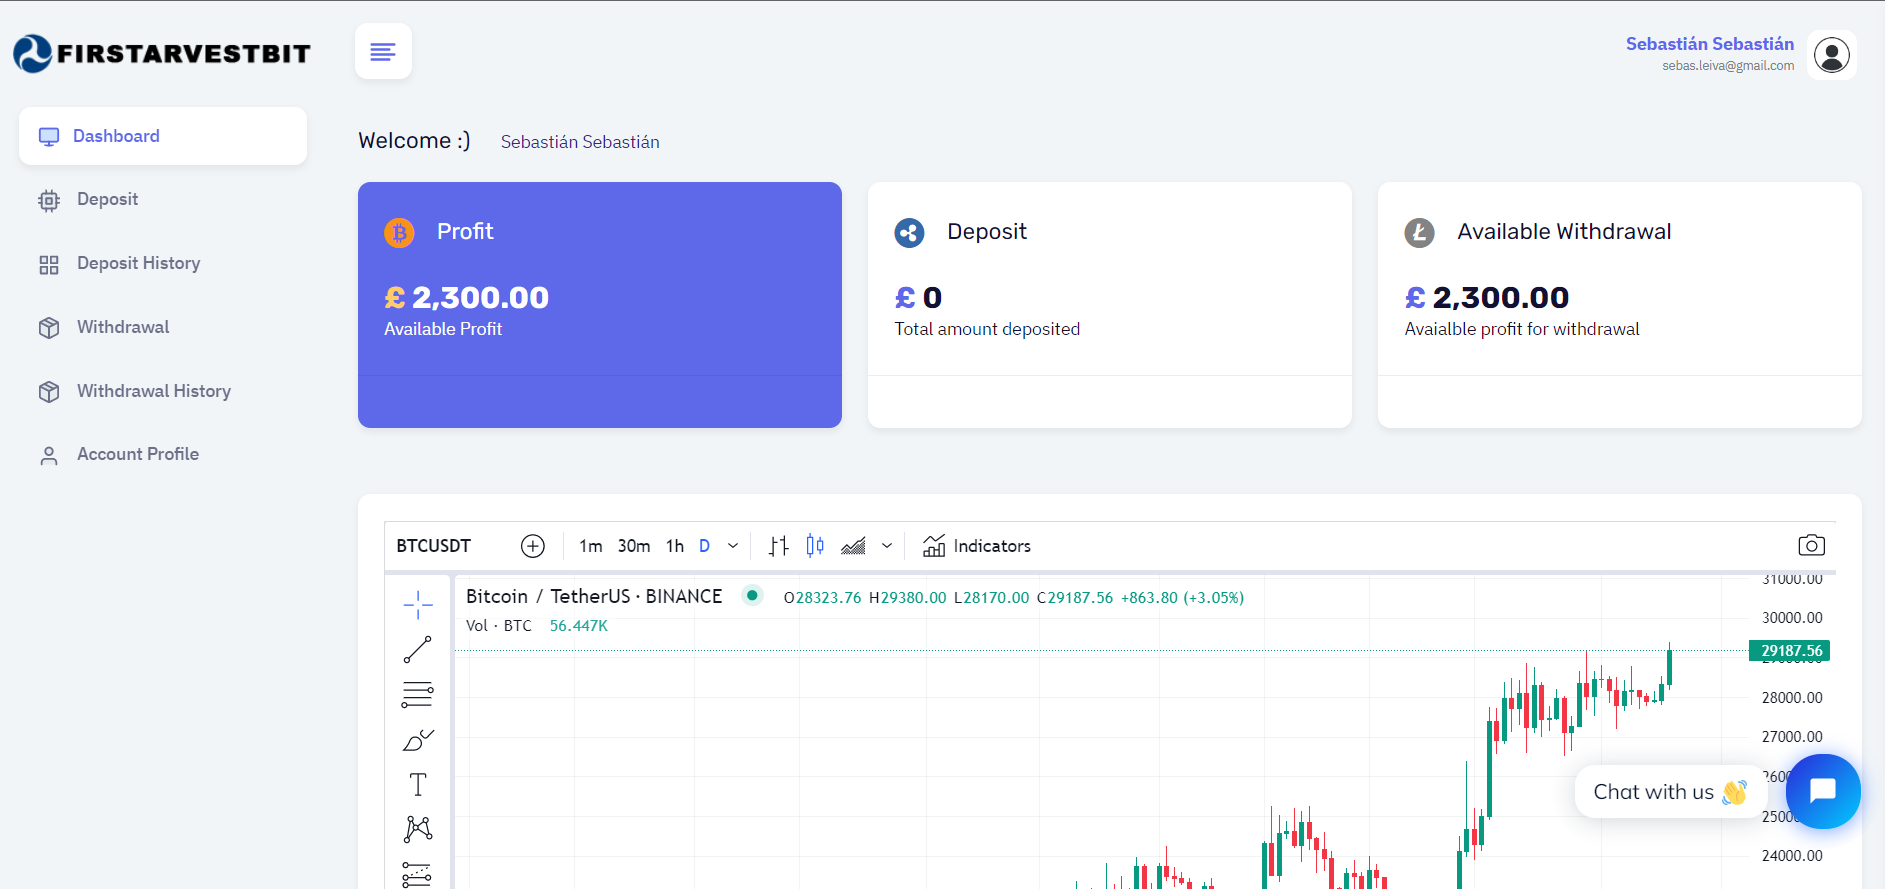 FIRSTARVESTBIT
Sebastián Sebastián
sebas.leiva@gmail.com
Dashboard
Deposit
Deposit History
Withdrawal
Withdrawal History
Account Profile
Welcome :) Sebastián Sebastián
Profit
£ 2,300.00
Available Profit
Deposit
£ 0
Total amount deposited
Available Withdrawal
£ 2,300.00
Avaialble profit for withdrawal
BTCUSDT 1m 30m 1h D Indicators
Bitcoin / TetherUS · BINANCE O28323.76 H29380.00 L28170.00 C29187.56 +863.80 (+3.05%)
Vol · BTC 56.447K
31000.00
30000.00
29187.56
28000.00
27000.00
Chat with us 👋
24000.00